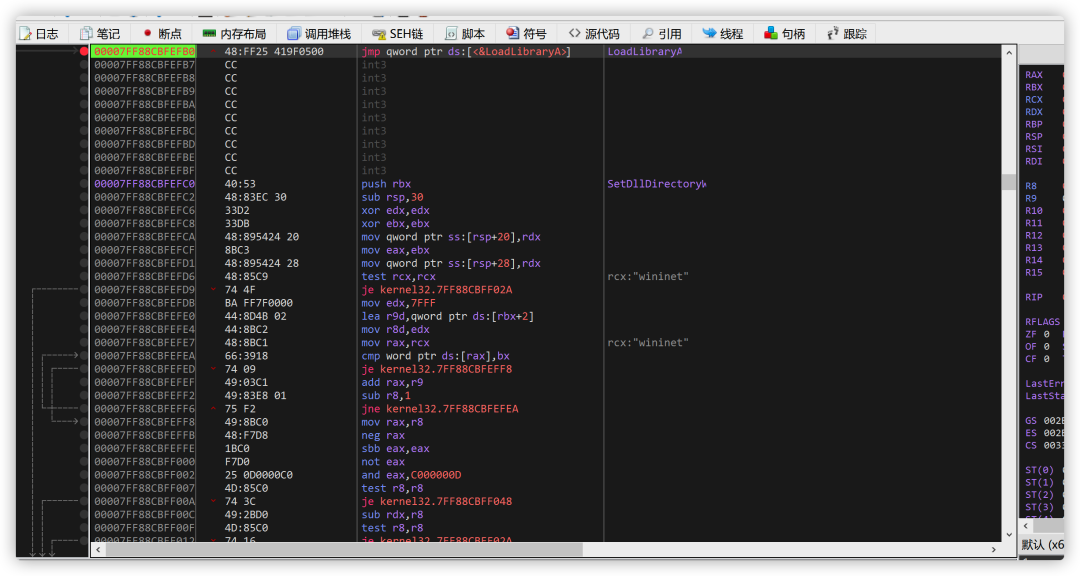 日志 笔记 断点 内存布局 调用堆栈 SEH链 脚本 符号 源代码 引用 线程 句柄 跟踪
00007FF88CBFEFB0 48:FF25 419F0500 jmp qword ptr ds:[<&LoadLibraryA>] LoadLibraryA
00007FF88CBFEFB7 CC int3
00007FF88CBFEFB8 CC int3
00007FF88CBFEFB9 CC int3
00007FF88CBFEFBA CC int3
00007FF88CBFEFBB CC int3
00007FF88CBFEFBC CC int3
00007FF88CBFEFBD CC int3
00007FF88CBFEFBE CC int3
00007FF88CBFEFBF CC int3
00007FF88CBFEFC0 40:53 push rbx SetDllDirectoryW
00007FF88CBFEFC2 48:83EC 30 sub rsp,30
00007FF88CBFEFC6 33D2 xor edx,edx
00007FF88CBFEFC8 33DB xor ebx,ebx
00007FF88CBFEFCA 48:895424 20 mov qword ptr ss:[rsp+20],rdx
00007FF88CBFEFCF 8BC3 mov eax,ebx
00007FF88CBFEFD1 48:895424 28 mov qword ptr ss:[rsp+28],rdx
00007FF88CBFEFD6 48:85C9 test rcx,rcx rcx:"wininet"
00007FF88CBFEFD9 74 4F je kernel32.7FF88CBFF02A
00007FF88CBFEFDB BA FF7F0000 mov edx,7FFF
00007FF88CBFEFE0 44:8D4B 02 lea r9d,qword ptr ds:[rbx+2]
00007FF88CBFEFE4 44:8BC2 mov r8d,edx
00007FF88CBFEFE7 48:8BC1 mov rax,rcx rcx:"wininet"
00007FF88CBFEFEA 66:3918 cmp word ptr ds:[rax],bx
00007FF88CBFEFED 74 09 je kernel32.7FF88CBFEFF8
00007FF88CBFEFEF 49:03C1 add rax,r9
00007FF88CBFEFF2 49:83E8 01 sub r8,1
00007FF88CBFEFF6 75 F2 jne kernel32.7FF88CBFEFEA
00007FF88CBFEFF8 49:8BC0 mov rax,r8
00007FF88CBFEFFB 48:F7D8 neg rax
00007FF88CBFEFFE 1BC0 sbb eax,eax
00007FF88CBFF000 F7D0 not eax
00007FF88CBFF002 25 0D0000C0 and eax,C000000D
00007FF88CBFF007 4D:85C0 test r8,r8
00007FF88CBFF00A 74 3C je kernel32.7FF88CBFF048
00007FF88CBFF00C 49:2BD0 sub rdx,r8
00007FF88CBFF00F 4D:85C0 test r8,r8
00007FF88CBFF012 74 16 je kernel32.7FF88CBFF02A
RAX
RBX
RCX
RDX
RBP
RSP
RSI
RDI
R8
R9
R10
R11
R12
R13
R14
R15
RIP
RFLAGS
ZF 0
OF 0
CF 0
LastErr
LastSta
GS 002B
ES 002B
CS 0033
ST(0)
ST(1)
ST(2)
ST(3)
默认 (x6